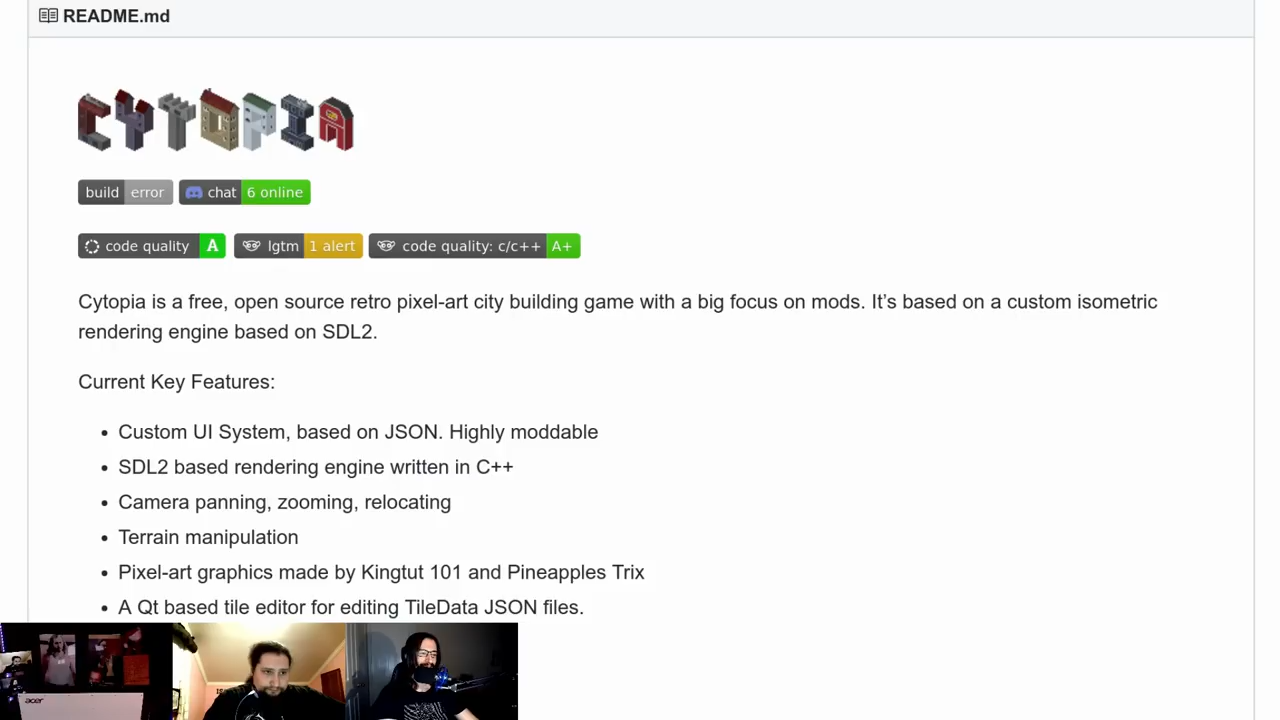 README.md
CYTOPIA
build error chat 6 online
code quality A lgtm 1 alert code quality: c/c++ A+
Cytopia is a free, open source retro pixel-art city building game with a big focus on mods. It’s based on a custom isometric
rendering engine based on SDL2.
Current Key Features:
• Custom UI System, based on JSON. Highly moddable
• SDL2 based rendering engine written in C++
• Camera panning, zooming, relocating
• Terrain manipulation
• Pixel-art graphics made by Kingtut 101 and Pineapples Trix
• A Qt based tile editor for editing TileData JSON files.
acer